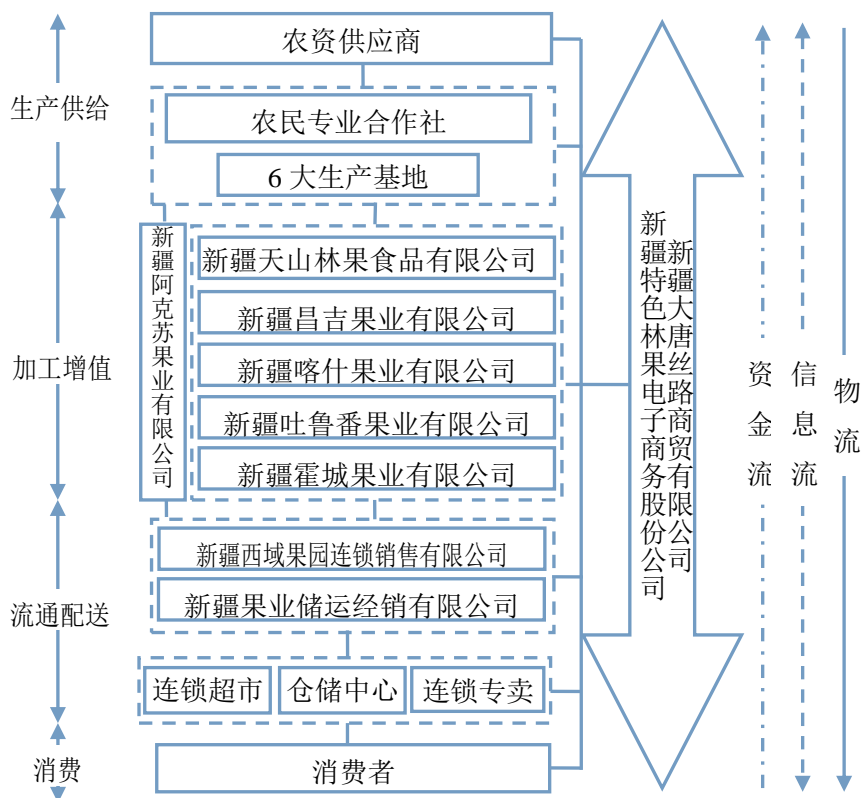 农资供应商
生产供给
农民专业合作社
6 大生产基地
新疆阿克苏果业有限公司
新疆天山林果食品有限公司
新疆昌吉果业有限公司
新疆喀什果业有限公司
新疆吐鲁番果业有限公司
新疆霍城果业有限公司
加工增值
新疆西域果园连锁销售有限公司
新疆果业储运经销有限公司
流通配送
连锁超市
仓储中心
连锁专卖
消费者
消费
新疆特色林果电子商务股份公司
新疆大唐丝路商贸有限公司
资金流
信息流
物流